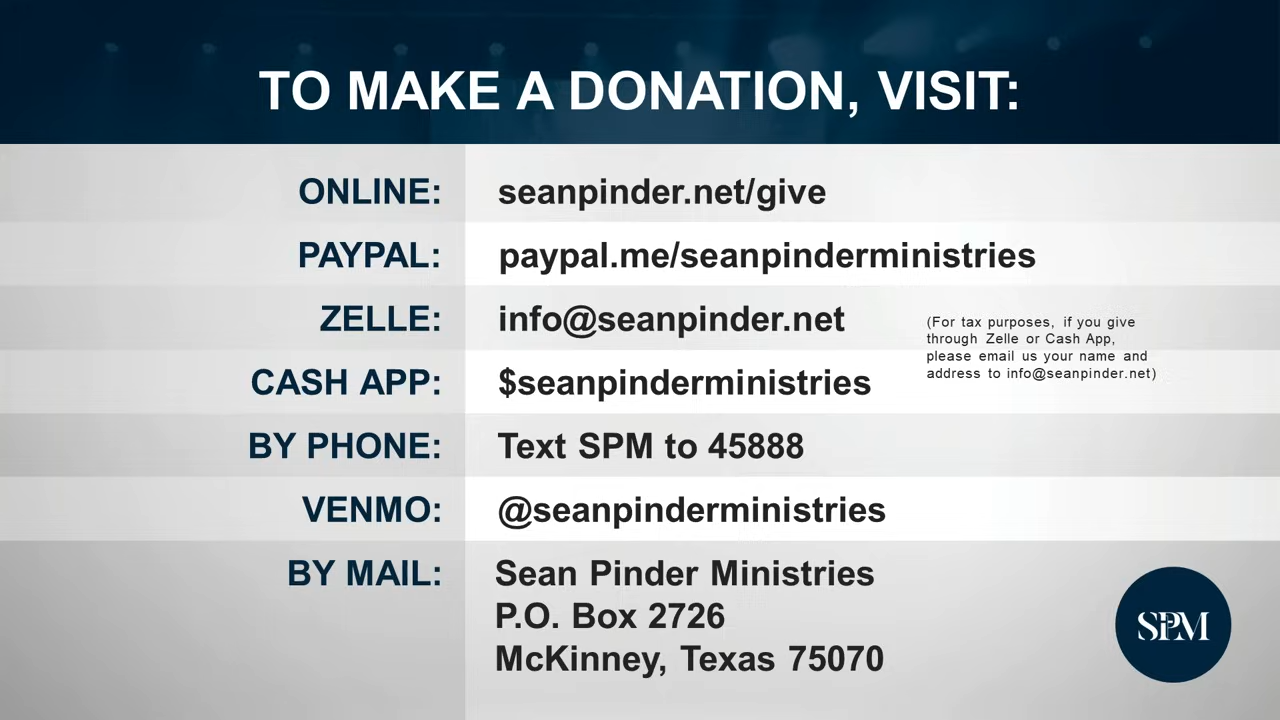 TO MAKE A DONATION, VISIT:
ONLINE: seanpinder.net/give
PAYPAL: paypal.me/seanpinderministries
ZELLE: info@seanpinder.net
(For tax purposes, if you give
through Zelle or Cash App,
please email us your name and
address to info@seanpinder.net)
CASH APP: $seanpinderministries
BY PHONE: Text SPM to 45888
VENMO: @seanpinderministries
BY MAIL: Sean Pinder Ministries
P.O. Box 2726
McKinney, Texas 75070
SPM